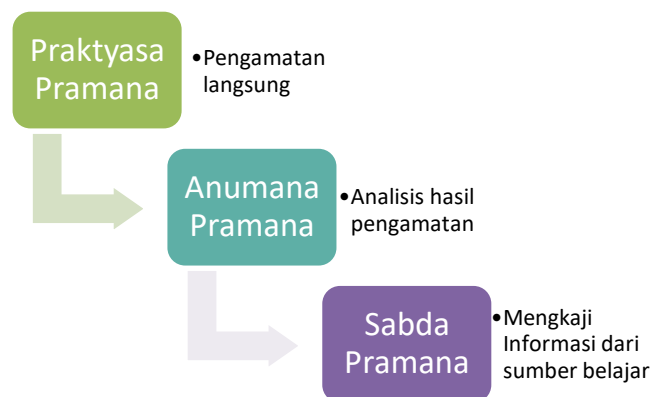 Praktyasa
Pramana
•Pengamatan
langsung
Anumana
Pramana
•Analisis hasil
pengamatan
Sabda
Pramana
•Mengkaji
Informasi dari
sumber belajar